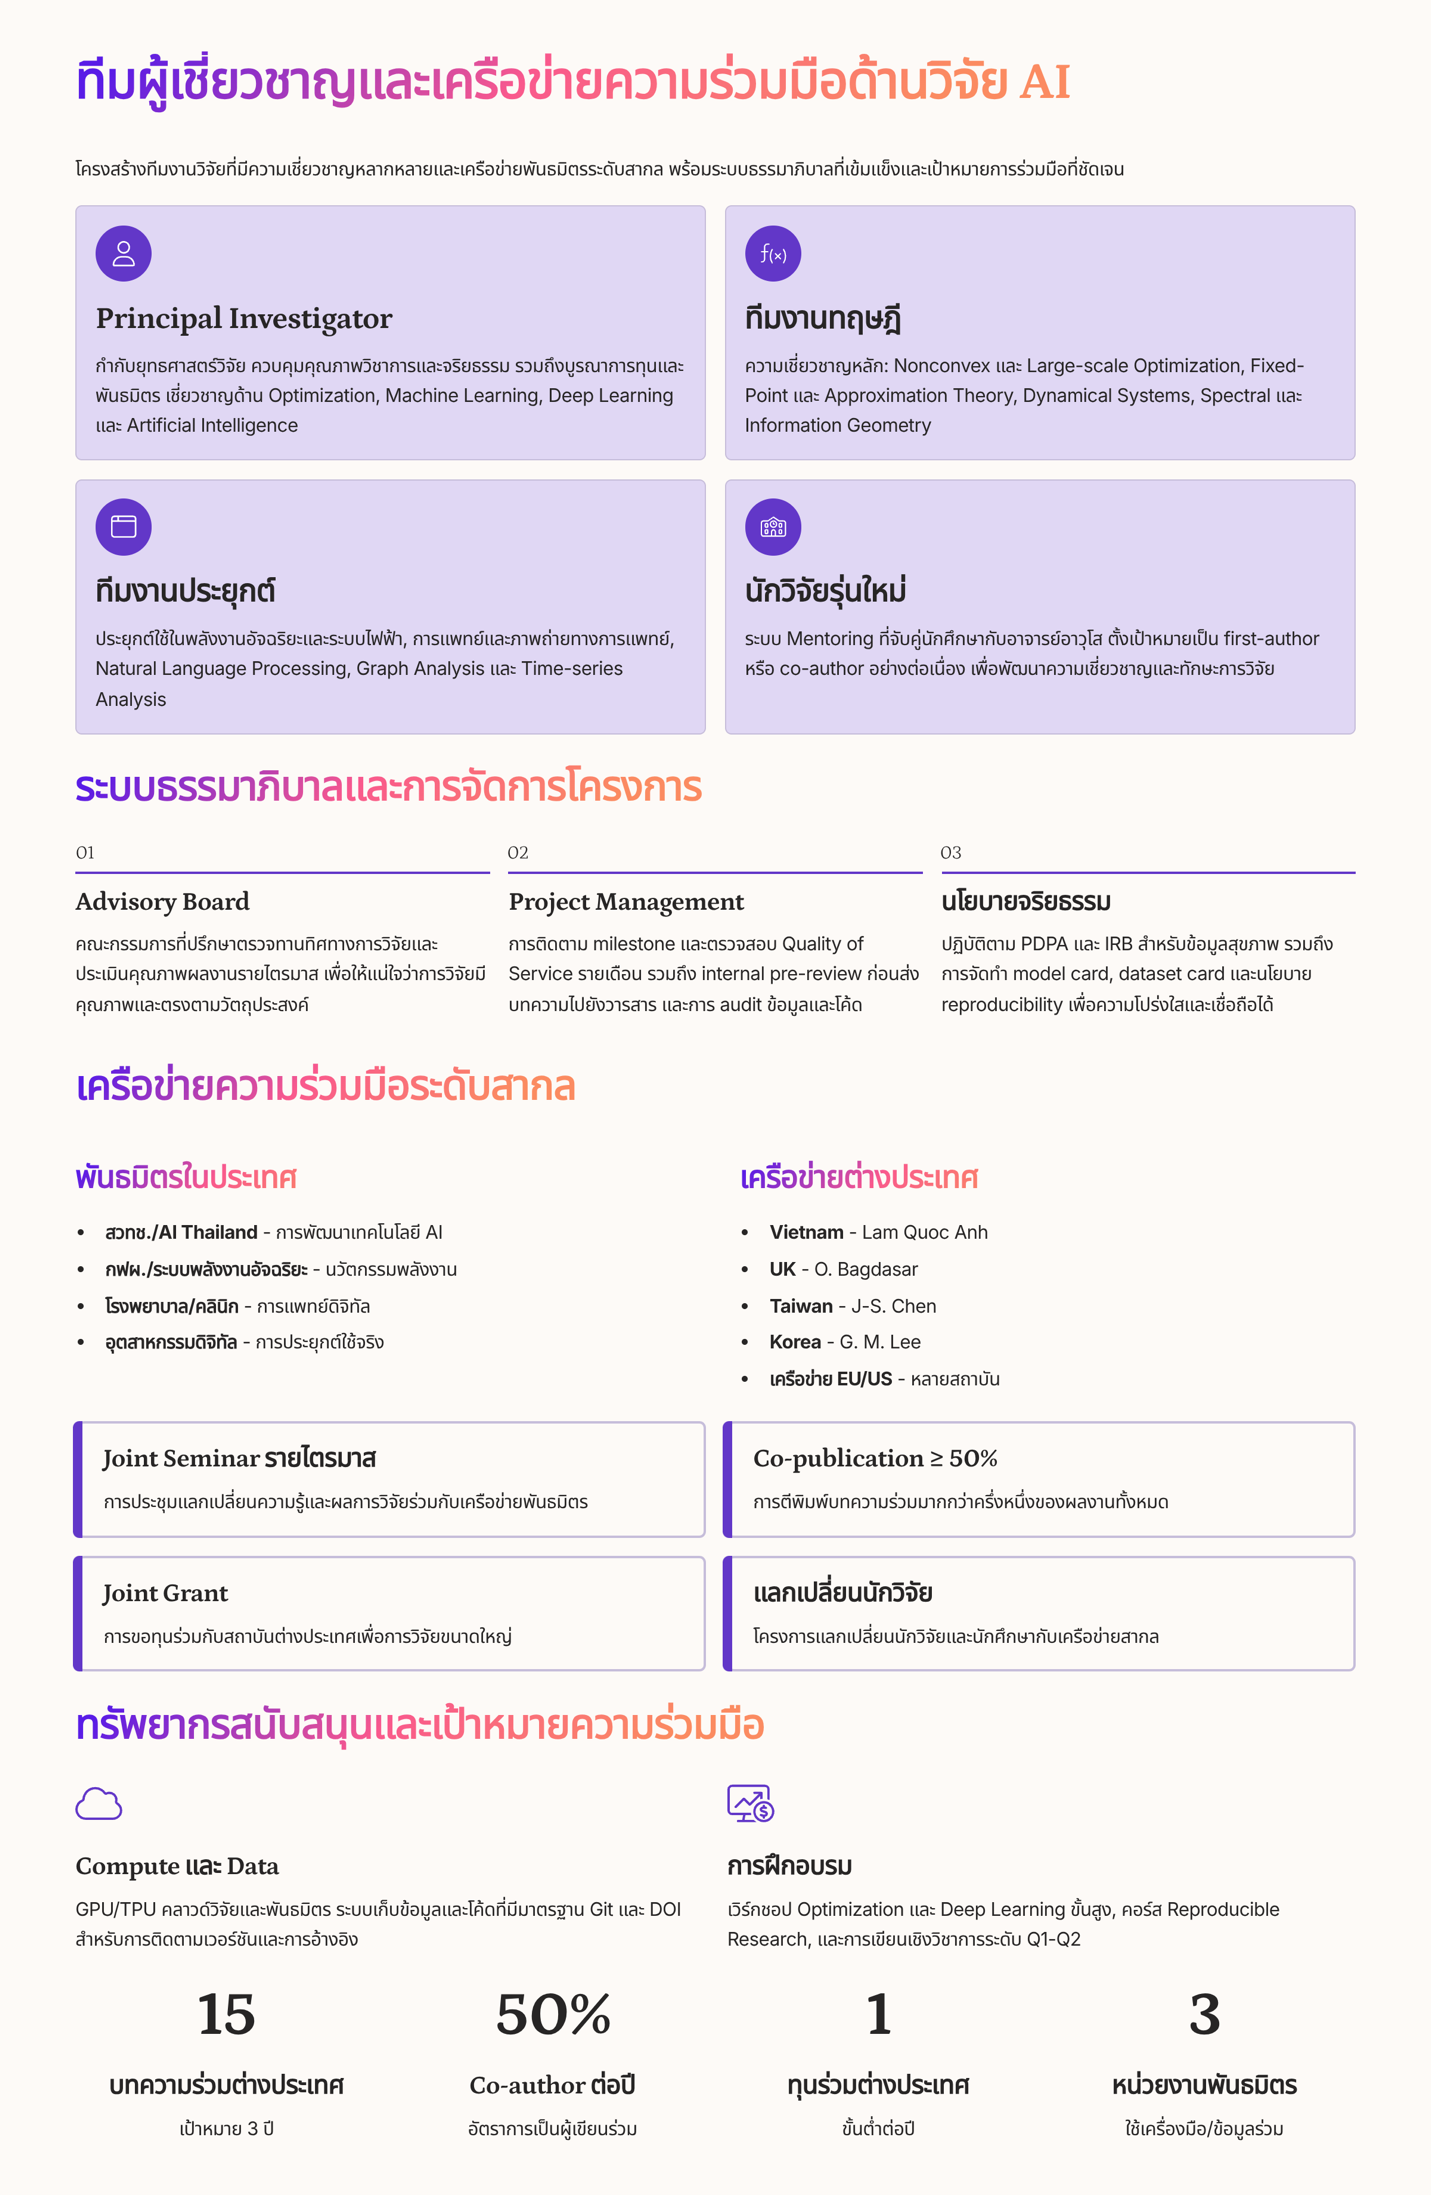 ทีมผู้เชี่ยวชาญและเครือข่ายความร่วมมือด้านวิจัย AI
โครงสร้างทีมงานวิจัยที่มีความเชี่ยวชาญหลากหลายและเครือข่ายพันธมิตรระดับสากล พร้อมระบบธรรมาภิบาลที่เข้มแข็งและเป้าหมายการร่วมมือที่ชัดเจน
Principal Investigator
กำกับยุทธศาสตร์วิจัย ควบคุมคุณภาพวิชาการและจริยธรรม รวมถึงบูรณาการทุนและ
พันธมิตร เชี่ยวชาญด้าน Optimization, Machine Learning, Deep Learning
และ Artificial Intelligence
f(x)
ทีมงานทฤษฎี
ความเชี่ยวชาญหลัก: Nonconvex และ Large-scale Optimization, Fixed-
Point และ Approximation Theory, Dynamical Systems, Spectral และ
Information Geometry
ทีมงานประยุกต์
ประยุกต์ใช้ในพลังงานอัจฉริยะและระบบไฟฟ้า, การแพทย์และภาพถ่ายทางการแพทย์,
Natural Language Processing, Graph Analysis และ Time-series
Analysis
นักวิจัยรุ่นใหม่
ระบบ Mentoring ที่จับคู่นักศึกษากับอาจารย์อาวุโส ตั้งเป้าหมายเป็น first-author
หรือ co-author อย่างต่อเนื่อง เพื่อพัฒนาความเชี่ยวชาญและทักษะการวิจัย
ระบบธรรมาภิบาลและการจัดการโครงการ
01
Advisory Board
คณะกรรมการที่ปรึกษาตรวจทานทิศทางการวิจัยและ
ประเมินคุณภาพผลงานรายไตรมาส เพื่อให้แน่ใจว่าการวิจัยมี
คุณภาพและตรงตามวัตถุประสงค์
02
Project Management
การติดตาม milestone และตรวจสอบ Quality of
Service รายเดือน รวมถึง internal pre-review ก่อนส่ง
บทความไปยังวารสาร และการ audit ข้อมูลและโค้ด
03
นโยบายจริยธรรม
ปฏิบัติตาม PDPA และ IRB สำหรับข้อมูลสุขภาพ รวมถึง
การจัดทำ model card, dataset card และนโยบาย
reproducibility เพื่อความโปร่งใสและเชื่อถือได้
เครือข่ายความร่วมมือระดับสากล
พันธมิตรในประเทศ
• สวทช./AI Thailand - การพัฒนาเทคโนโลยี AI
• กฟผ./ระบบพลังงานอัจฉริยะ - นวัตกรรมพลังงาน
• โรงพยาบาล/คลินิก - การแพทย์ดิจิทัล
• อุตสาหกรรมดิจิทัล - การประยุกต์ใช้จริง
เครือข่ายต่างประเทศ
• Vietnam - Lam Quoc Anh
• UK - O. Bagdasar
• Taiwan - J-S. Chen
• Korea - G. M. Lee
• เครือข่าย EU/US - หลายสถาบัน
Joint Seminar รายไตรมาส
การประชุมแลกเปลี่ยนความรู้และผลการวิจัยร่วมกับเครือข่ายพันธมิตร
Co-publication ≥ 50%
การตีพิมพ์บทความร่วมมากกว่าครึ่งหนึ่งของผลงานทั้งหมด
Joint Grant
การขอทุนร่วมกับสถาบันต่างประเทศเพื่อการวิจัยขนาดใหญ่
แลกเปลี่ยนนักวิจัย
โครงการแลกเปลี่ยนนักวิจัยและนักศึกษากับเครือข่ายสากล
ทรัพยากรสนับสนุนและเป้าหมายความร่วมมือ
Compute และ Data
GPU/TPU คลาวด์วิจัยและพันธมิตร ระบบเก็บข้อมูลและโค้ดที่มีมาตรฐาน Git และ DOI
สำหรับการติดตามเวอร์ชันและการอ้างอิง
$
การฝึกอบรม
เวิร์กชอป Optimization และ Deep Learning ขั้นสูง, คอร์ส Reproducible
Research, และการเขียนเชิงวิชาการระดับ Q1-Q2
15
บทความร่วมต่างประเทศ
เป้าหมาย 3 ปี
50%
Co-author ต่อปี
อัตราการเป็นผู้เขียนร่วม
1
ทุนร่วมต่างประเทศ
ขั้นต่ำต่อปี
3
หน่วยงานพันธมิตร
ใช้เครื่องมือ/ข้อมูลร่วม